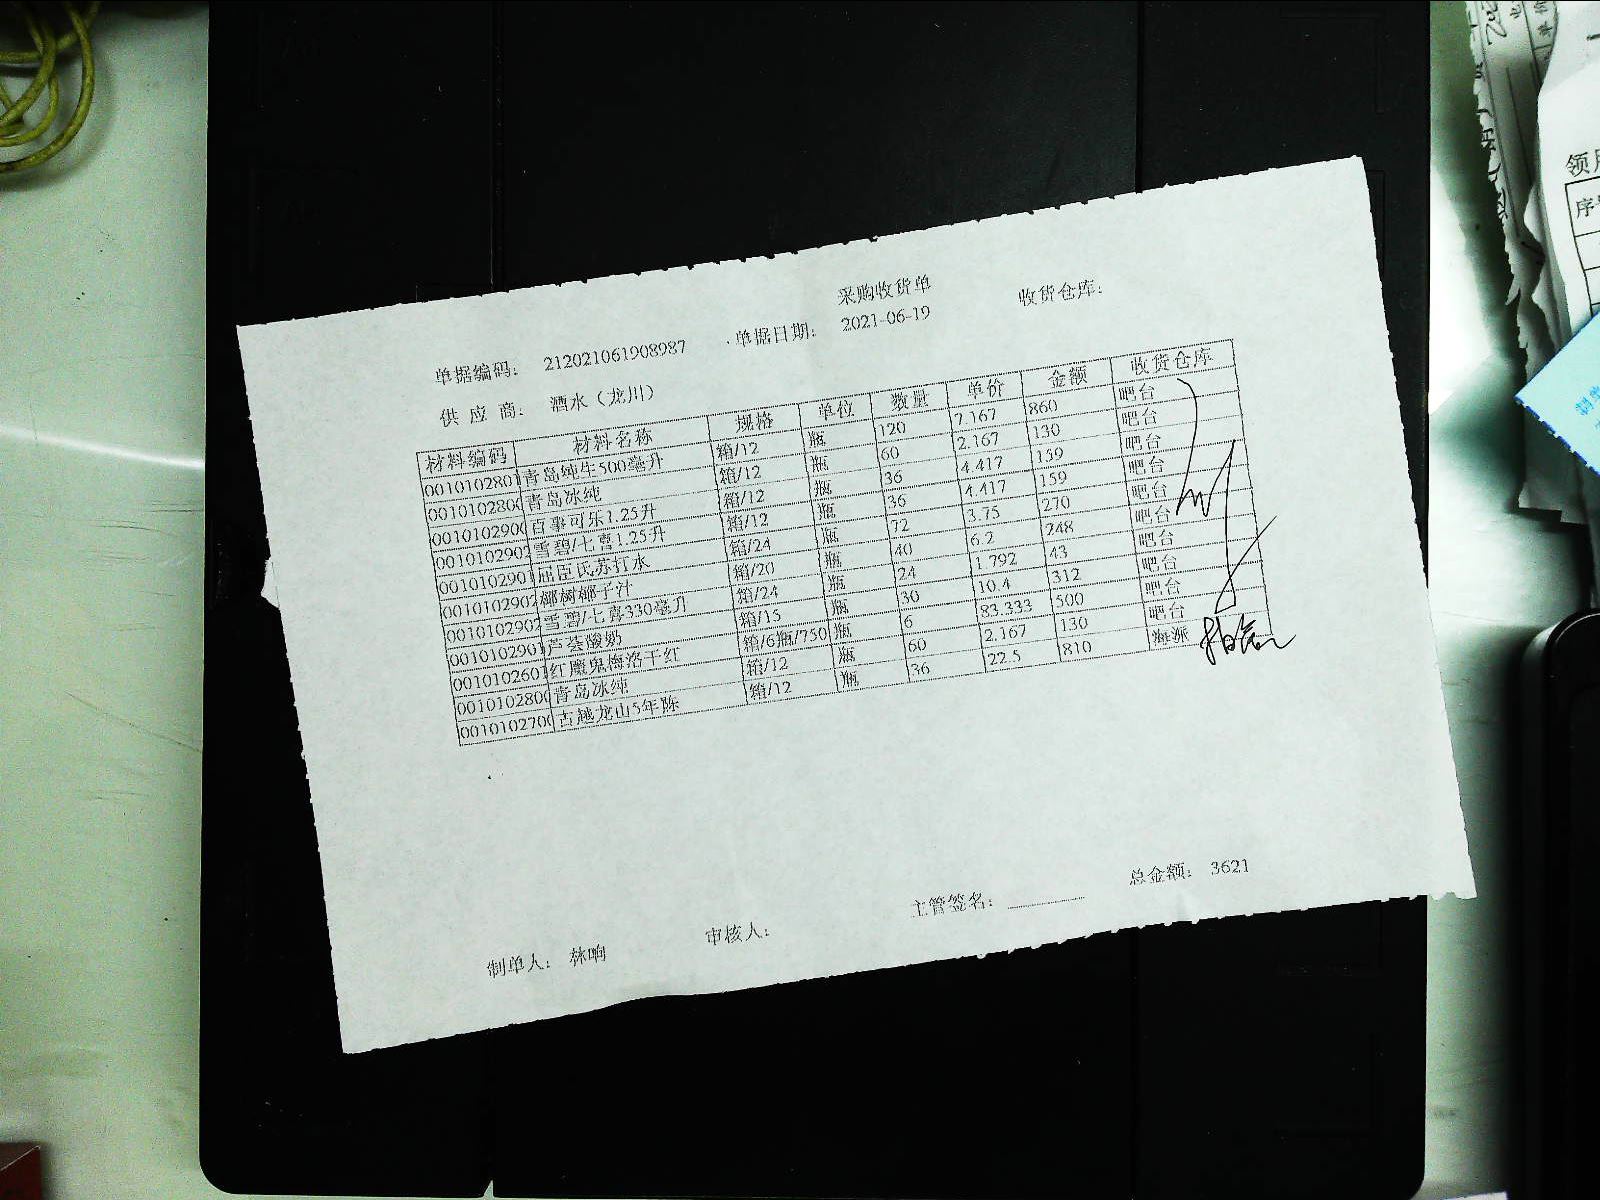 采购收货单
单据编码: 212021061908987 单据日期: 2021-06-19 收货仓库:
供应商: 酒水（龙川）
材料编码 材料名称 规格 单位 数量 单价 金额 收货仓库
0010102801 青岛纯生500毫升 箱/12 瓶 120 7.167 860 吧台
001010280 青岛冰纯 箱/12 瓶 60 2.167 130 吧台
001010290 百事可乐1.25升 箱/12 瓶 36 4.417 159 吧台
0010102902 雪碧/七喜1.25升 箱/12 瓶 36 4.417 159 吧台
0010102901 屈臣氏苏打水 箱/24 瓶 72 3.75 270 吧台
0010102902 椰树椰子汁 箱/20 瓶 40 6.2 248 吧台
0010102902 雪碧/七喜330毫升 箱/24 瓶 24 1.792 43 吧台
0010102901 芦荟酸奶 箱/15 瓶 30 10.4 312 吧台
0010102601 红魔鬼梅洛干红 箱/6瓶/750 瓶 6 83.333 500 吧台
001010280 青岛冰纯 箱/12 瓶 60 2.167 130 吧台
001010270 古越龙山5年陈 箱/12 瓶 36 22.5 810 海派
总金额: 3621
制单人: 林响 审核人: 主管签名:
领
序